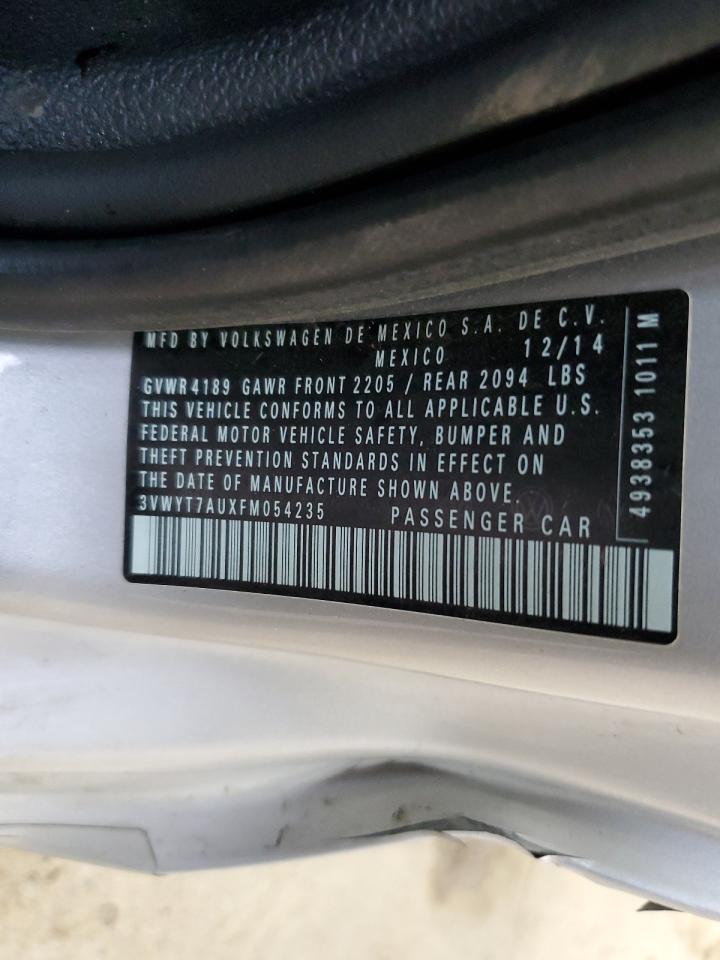 MFD BY VOLKSWAGEN DE MEXICO S.A. DE C.V.
MEXICO 12/14
GVWR 4189 GAWR FRONT 2205 / REAR 2094 LBS
THIS VEHICLE CONFORMS TO ALL APPLICABLE U.S.
FEDERAL MOTOR VEHICLE SAFETY, BUMPER AND
THEFT PREVENTION STANDARDS IN EFFECT ON
THE DATE OF MANUFACTURE SHOWN ABOVE.
3VWYT7AUXFM054235 PASSENGER CAR
4938353 1011 M